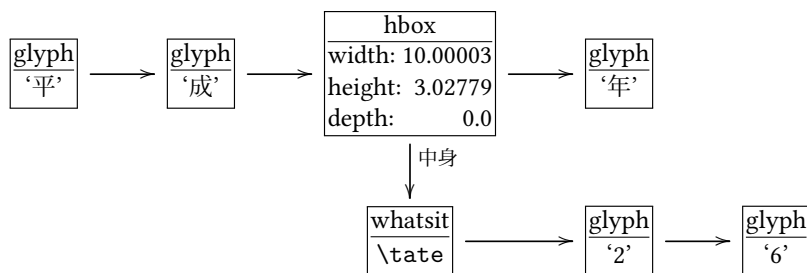 glyph
‘平’
glyph
‘成’
hbox
width: 10.00003
height: 3.02779
depth: 0.0
glyph
‘年’
中身
whatsit
\tate
glyph
‘2’
glyph
‘6’